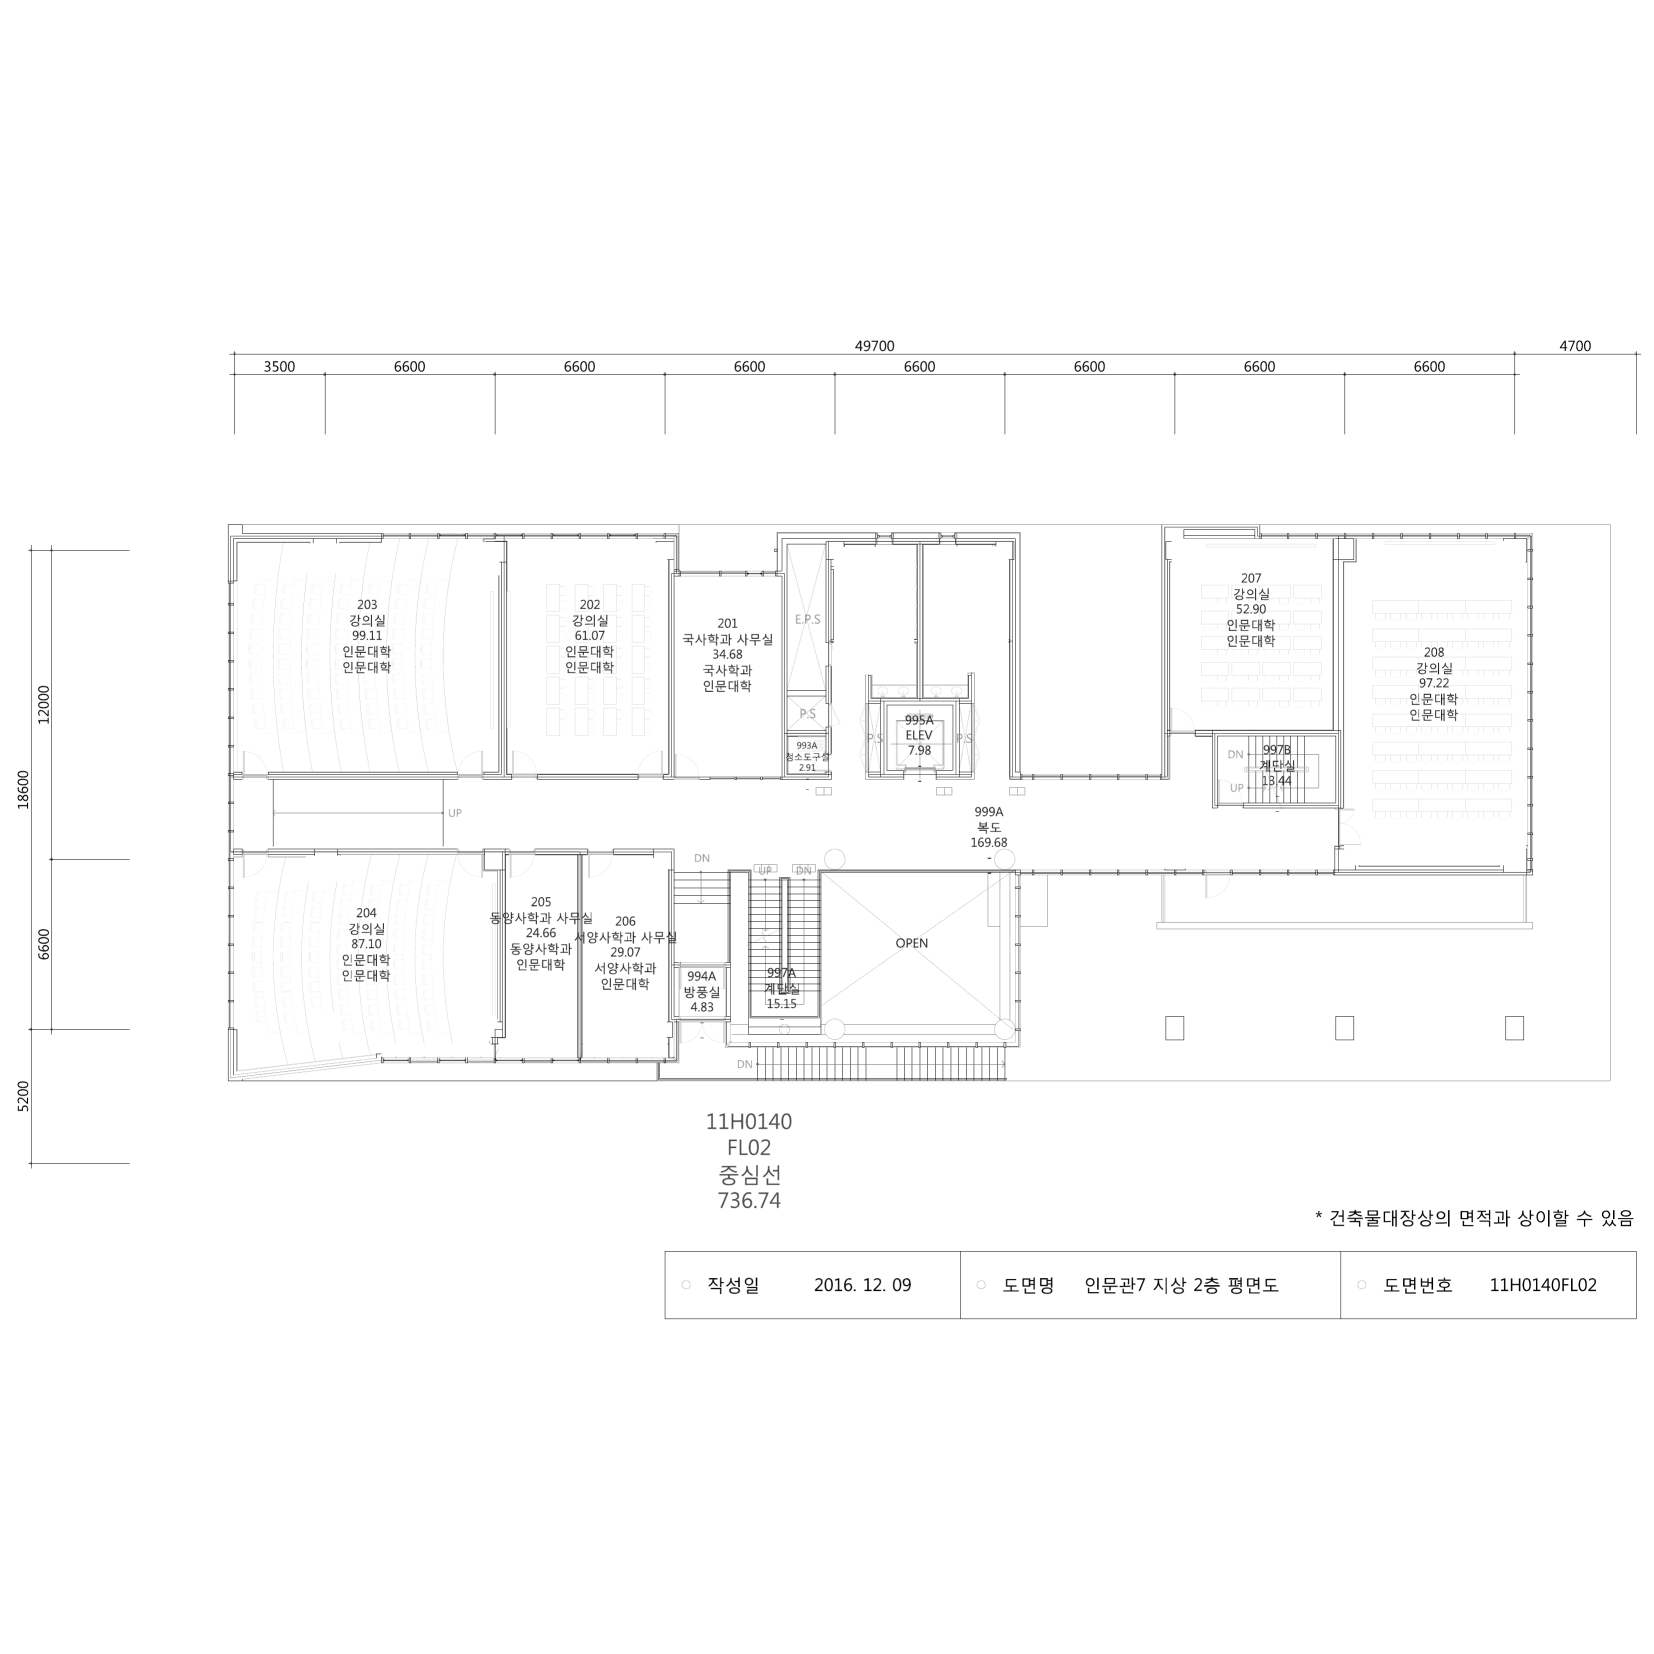 49700
4700
3500
6600
6600
6600
6600
6600
6600
6600
12000
18600
6600
5200
203
강의실
99.11
인문대학
인문대학
202
강의실
61.07
인문대학
인문대학
201
국사학과 사무실
34.68
국사학과
인문대학
E.P.S
P.S
993A
청소도구실
2.91
P.S
995A
ELEV
7.98
P.S
207
강의실
52.90
인문대학
인문대학
208
강의실
97.22
인문대학
인문대학
DN
UP
997B
계단실
13.44
UP
999A
복도
169.68
-
204
강의실
87.10
인문대학
인문대학
205
동양사학과 사무실
24.66
동양사학과
인문대학
206
서양사학과 사무실
29.07
서양사학과
인문대학
DN
UP
DN
994A
방풍실
4.83
-
997A
계단실
15.15
OPEN
DN
11H0140
FL02
중심선
736.74
* 건축물대장상의 면적과 상이할 수 있음
작성일 2016. 12. 09
도면명 인문관7 지상 2층 평면도
도면번호 11H0140FL02